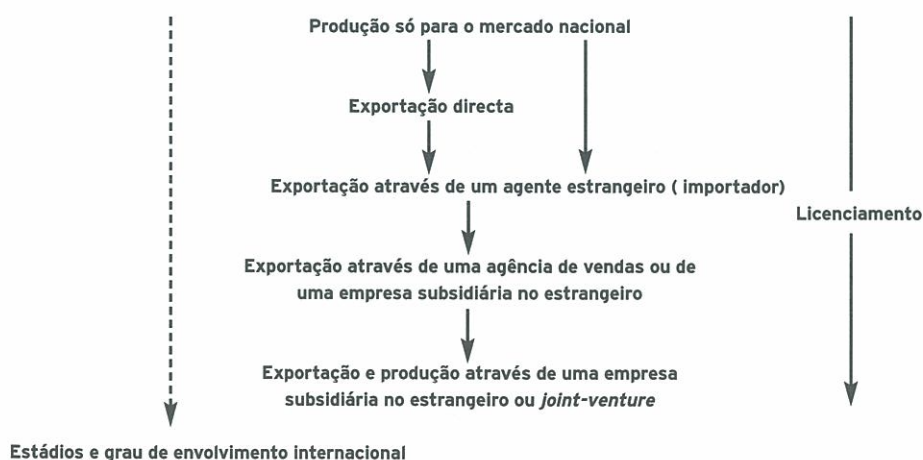 Produção só para o mercado nacional
Exportação directa
Exportação através de um agente estrangeiro ( importador)
Licenciamento
Exportação através de uma agência de vendas ou de
uma empresa subsidiária no estrangeiro
Exportação e produção através de uma empresa
subsidiária no estrangeiro ou joint-venture
Estádios e grau de envolvimento internacional